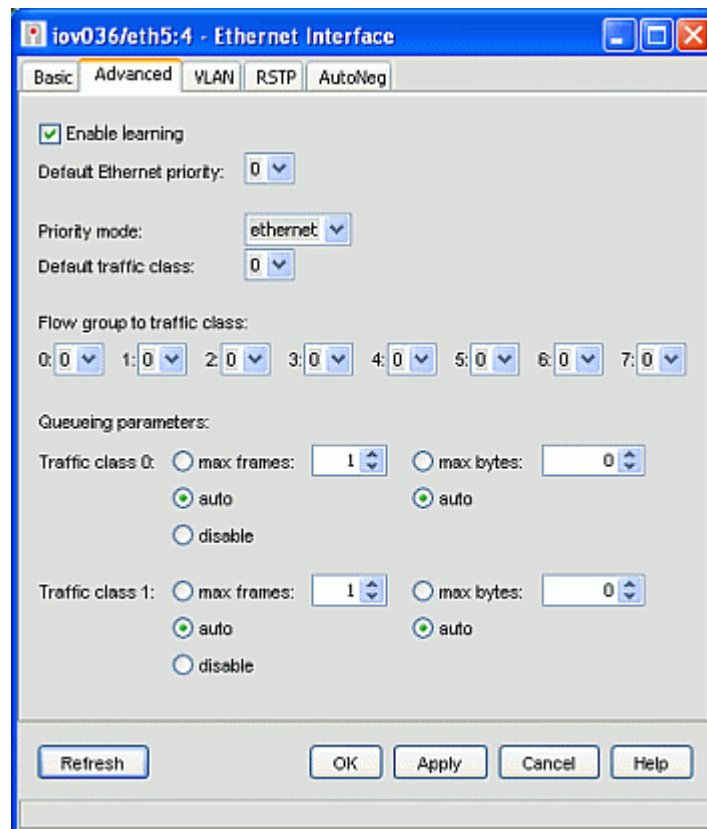 iov036/eth5:4 - Ethernet Interface
Basic Advanced VLAN RSTP AutoNeg
Enable learning
Default Ethernet priority: 0
Priority mode: ethernet
Default traffic class: 0
Flow group to traffic class:
0: 0 1: 0 2: 0 3: 0 4: 0 5: 0 6: 0 7: 0
Queueing parameters:
Traffic class 0: max frames: 1 max bytes: 0
auto auto
disable
Traffic class 1: max frames: 1 max bytes: 0
auto auto
disable
Refresh OK Apply Cancel Help